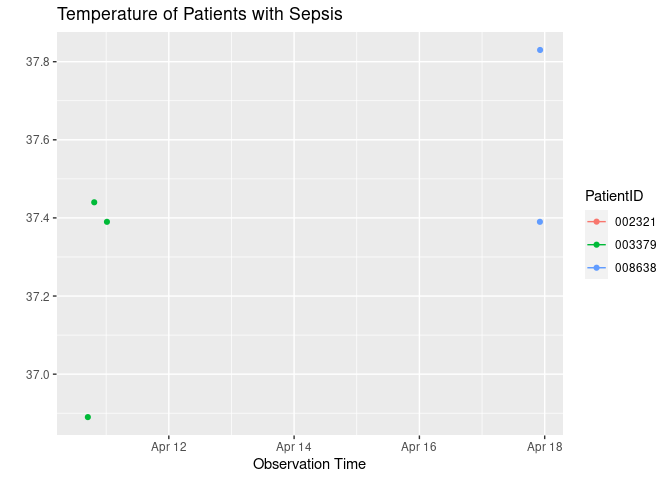 Temperature of Patients with Sepsis
37.8
37.6
37.4
37.2
37.0
Apr 12 Apr 14 Apr 16 Apr 18
Observation Time
PatientID
002321
003379
008638